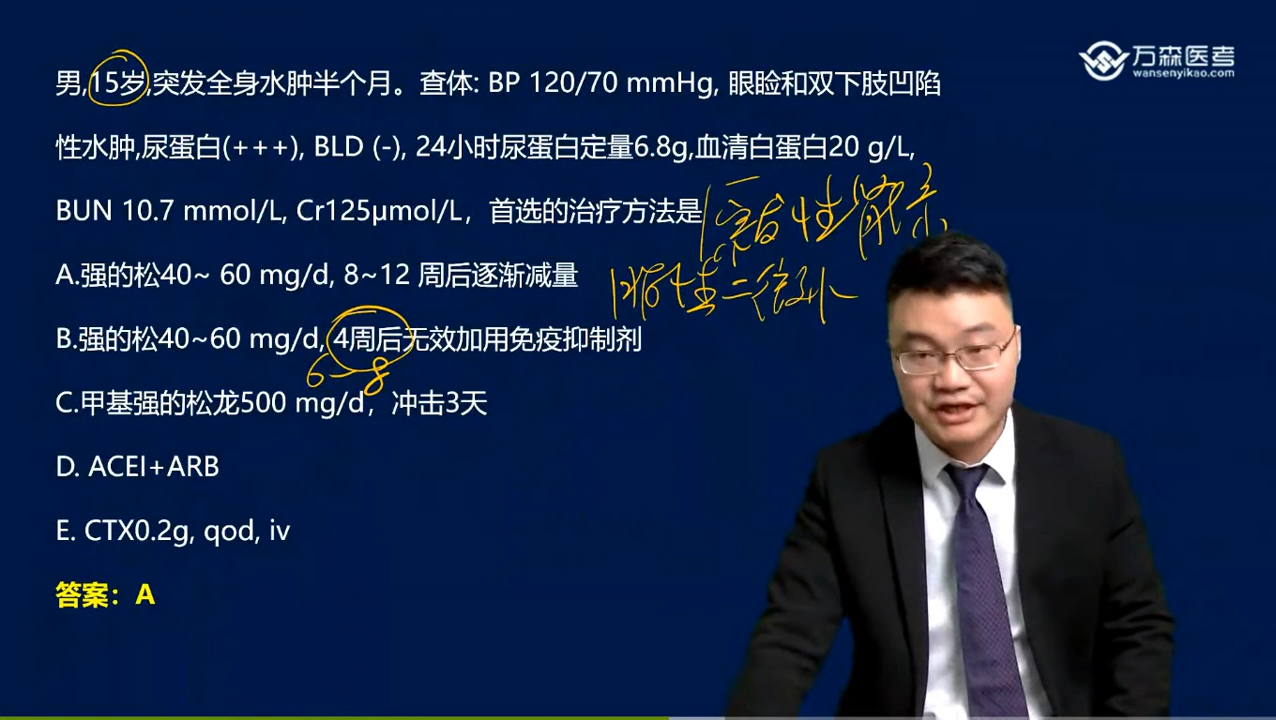 万森医考
wansenyikao.com
男,15岁,突发全身水肿半个月。查体: BP 120/70 mmHg, 眼睑和双下肢凹陷
性水肿,尿蛋白(+++), BLD (-), 24小时尿蛋白定量6.8g,血清白蛋白20 g/L,
BUN 10.7 mmol/L, Cr125μmol/L，首选的治疗方法是
A.强的松40~ 60 mg/d, 8~12 周后逐渐减量
B.强的松40~60 mg/d, 4周后无效加用免疫抑制剂
6~8
C.甲基强的松龙500 mg/d，冲击3天
D. ACEI+ARB
E. CTX0.2g, qod, iv
答案：A